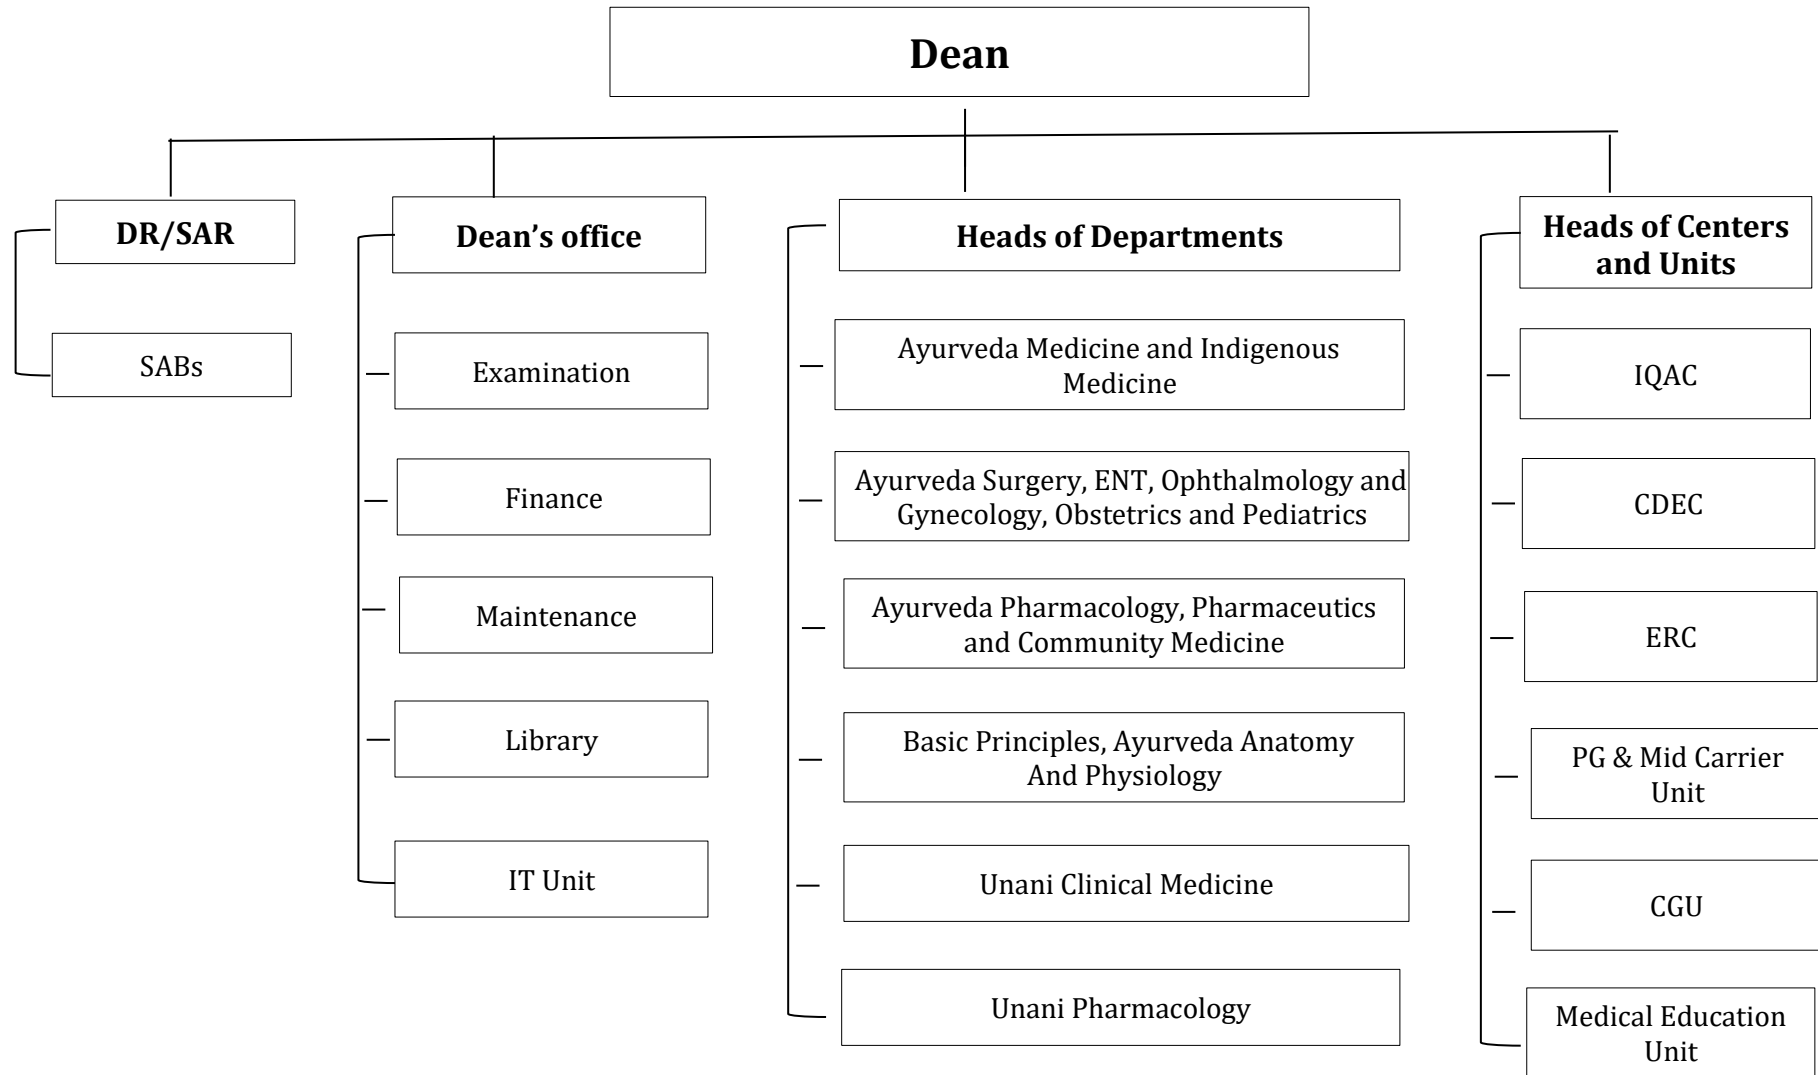 Dean
DR/SAR
SABs
Dean’s office
Examination
Finance
Maintenance
Library
IT Unit
Heads of Departments
Ayurveda Medicine and Indigenous
Medicine
Ayurveda Surgery, ENT, Ophthalmology and
Gynecology, Obstetrics and Pediatrics
Ayurveda Pharmacology, Pharmaceutics
and Community Medicine
Basic Principles, Ayurveda Anatomy
And Physiology
Unani Clinical Medicine
Unani Pharmacology
Heads of Centers
and Units
IQAC
CDEC
ERC
PG & Mid Carrier
Unit
CGU
Medical Education
Unit